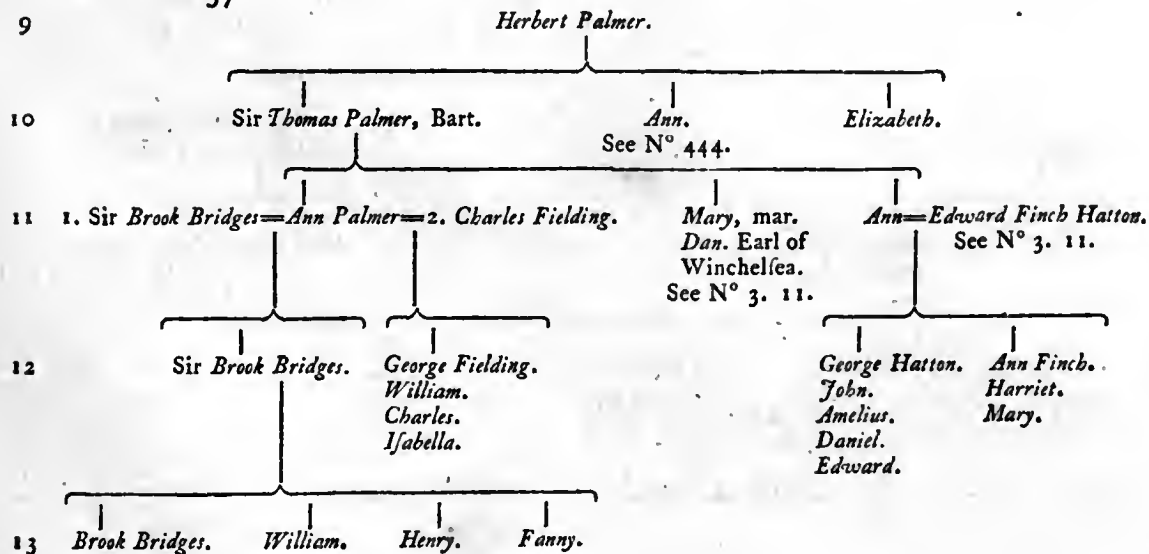 9 Herbert Palmer.
10 Sir Thomas Palmer, Bart. Ann. Elizabeth.
See N° 444.
11 1. Sir Brook Bridges=Ann Palmer=2. Charles Fielding. Mary, mar. Ann=Edward Finch Hatton.
Dan. Earl of See N° 3. 11.
Winchelſea.
See N° 3. 11.
12 Sir Brook Bridges. George Fielding. George Hatton. Ann Finch.
William. John. Harriet.
Charles. Amelius. Mary.
Iſabella. Daniel.
Edward.
13 Brook Bridges. William. Henry. Fanny.